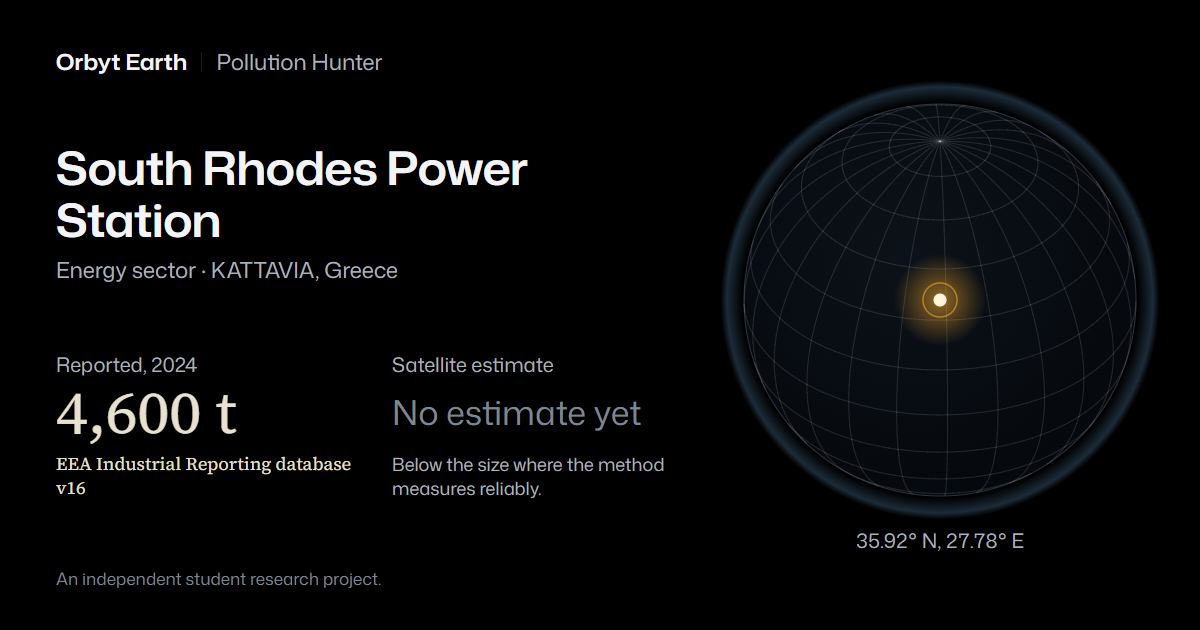 Orbyt Earth | Pollution Hunter
South Rhodes Power
Station
Energy sector · KATTAVIA, Greece
Reported, 2024
4,600 t
EEA Industrial Reporting database
v16
Satellite estimate
No estimate yet
Below the size where the method
measures reliably.
35.92° N, 27.78° E
An independent student research project.